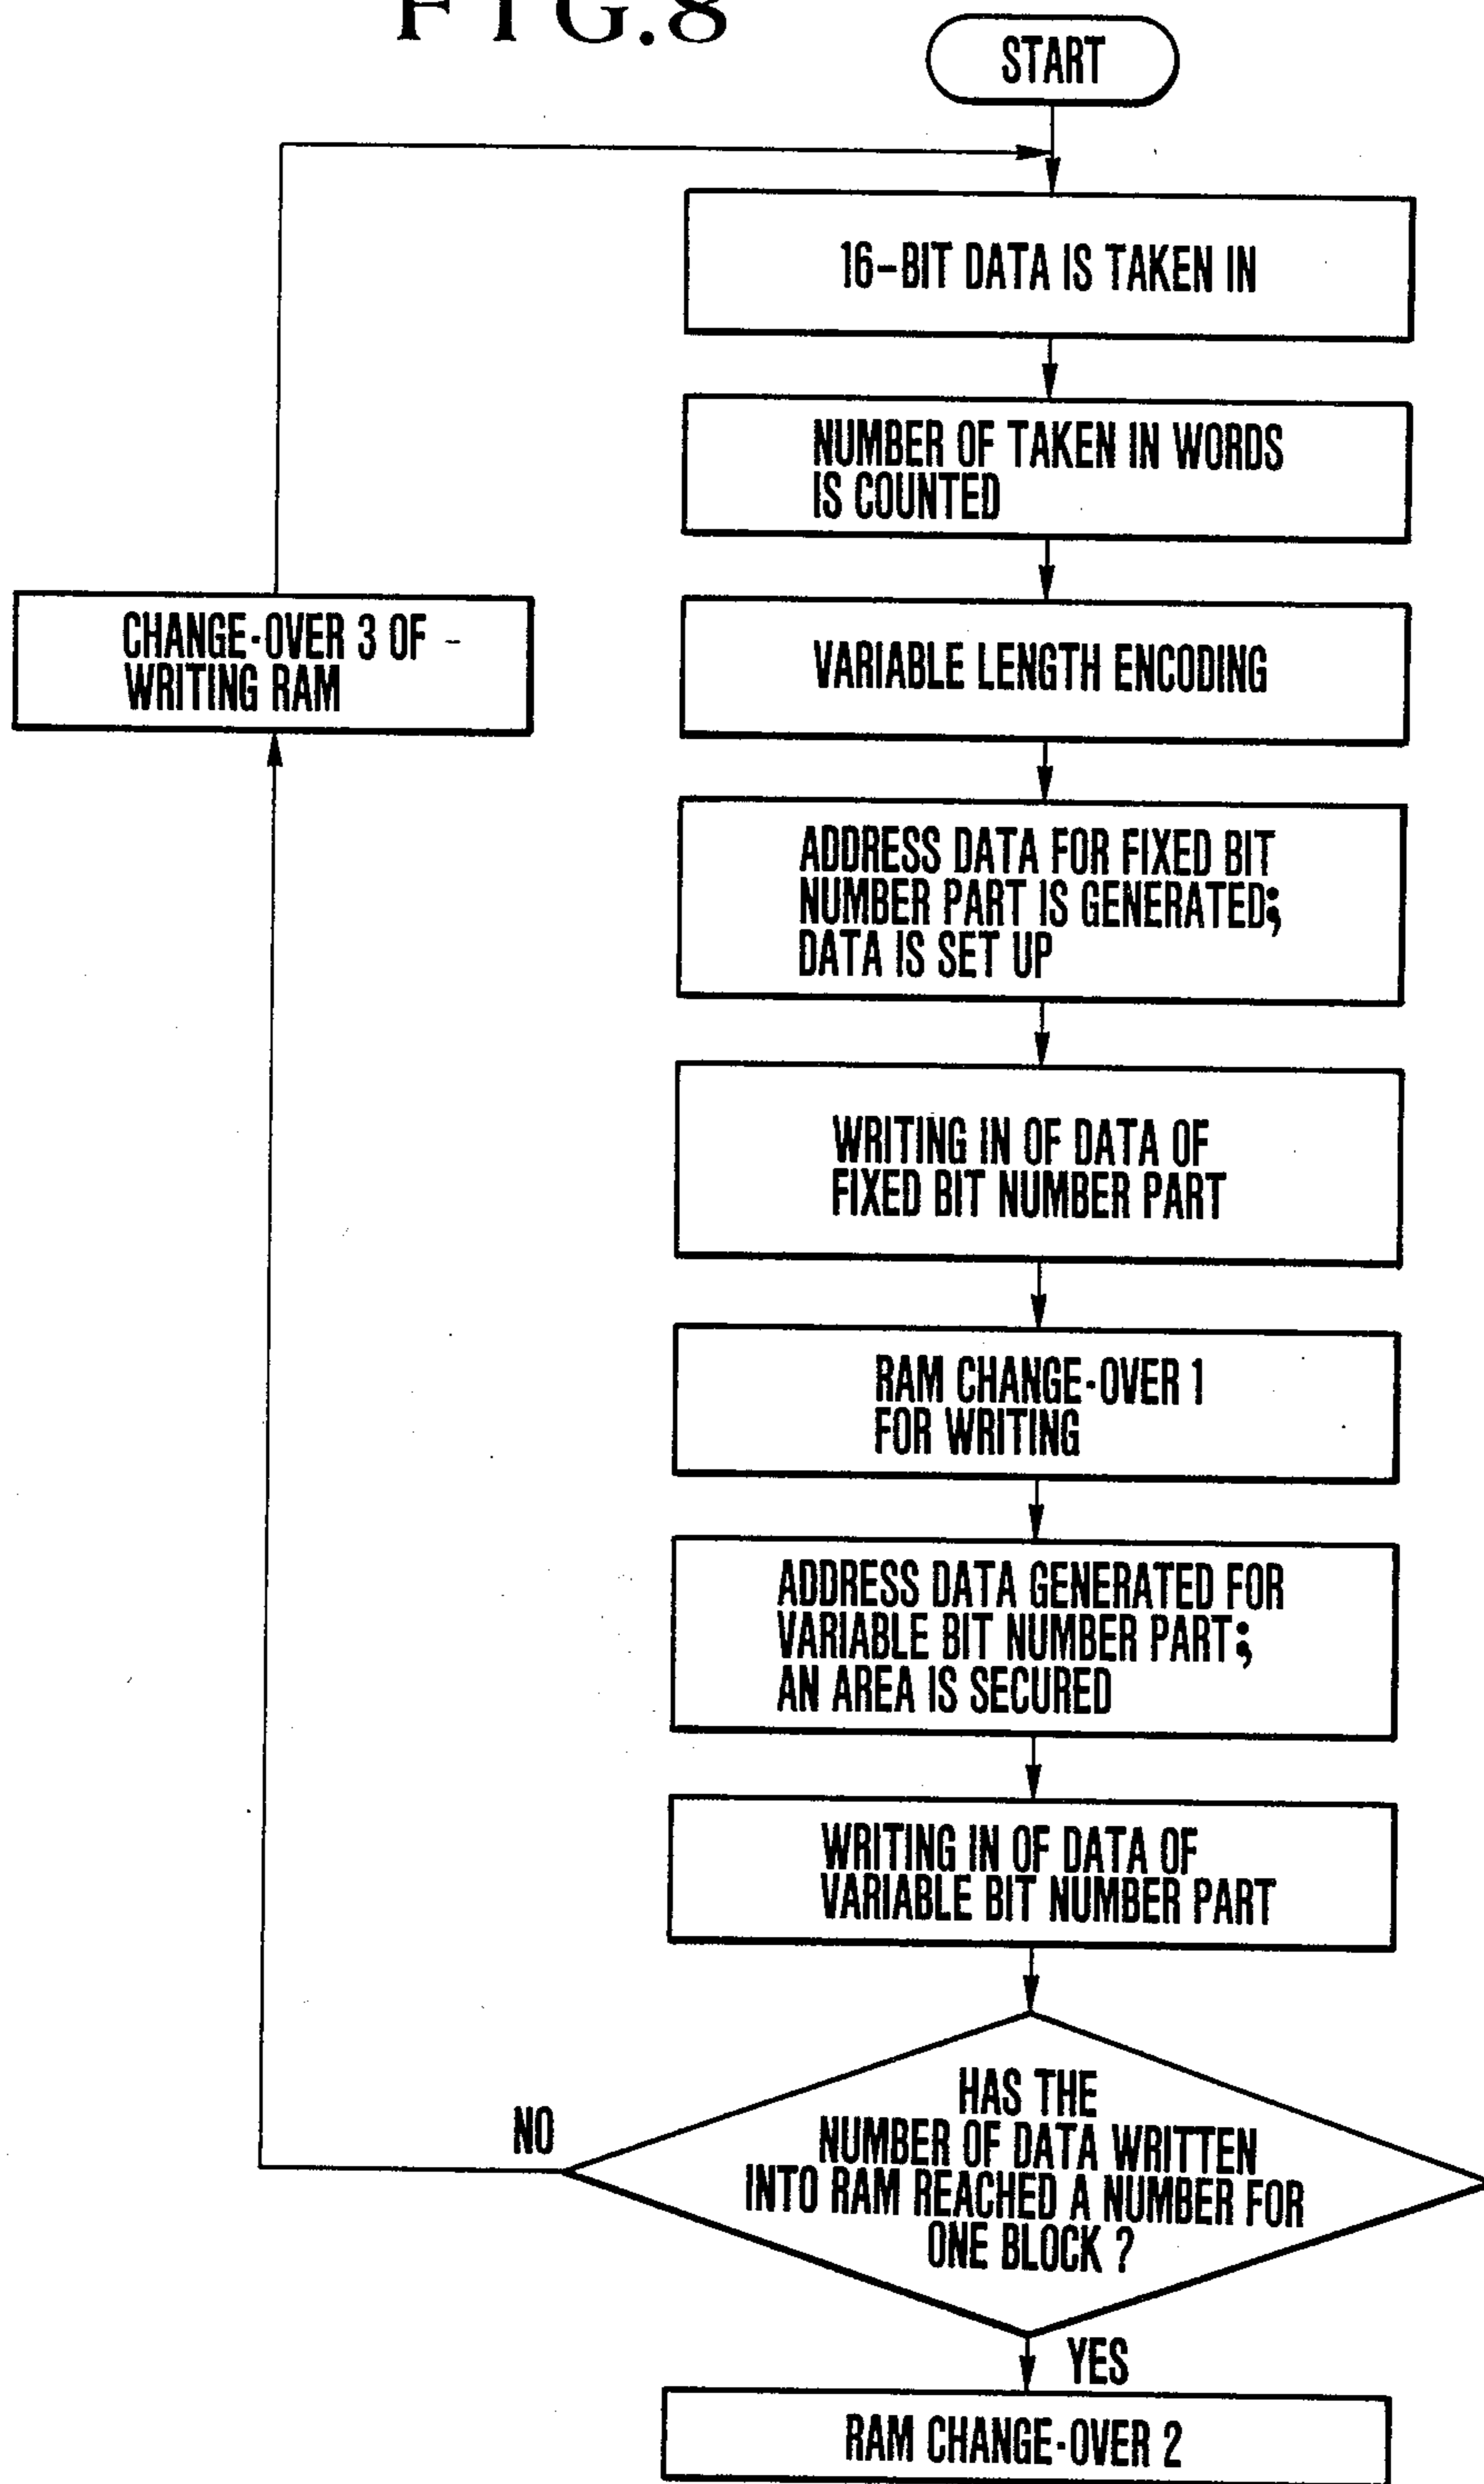 FIG.8
START
16-BIT DATA IS TAKEN IN
NUMBER OF TAKEN IN WORDS
IS COUNTED
CHANGE-OVER 3 OF
WRITING RAM
VARIABLE LENGTH ENCODING
ADDRESS DATA FOR FIXED BIT
NUMBER PART IS GENERATED;
DATA IS SET UP
WRITING IN OF DATA OF
FIXED BIT NUMBER PART
RAM CHANGE-OVER 1
FOR WRITING
ADDRESS DATA GENERATED FOR
VARIABLE BIT NUMBER PART;
AN AREA IS SECURED
WRITING IN OF DATA OF
VARIABLE BIT NUMBER PART
HAS THE
NUMBER OF DATA WRITTEN
INTO RAM REACHED A NUMBER FOR
ONE BLOCK ?
NO
YES
RAM CHANGE-OVER 2